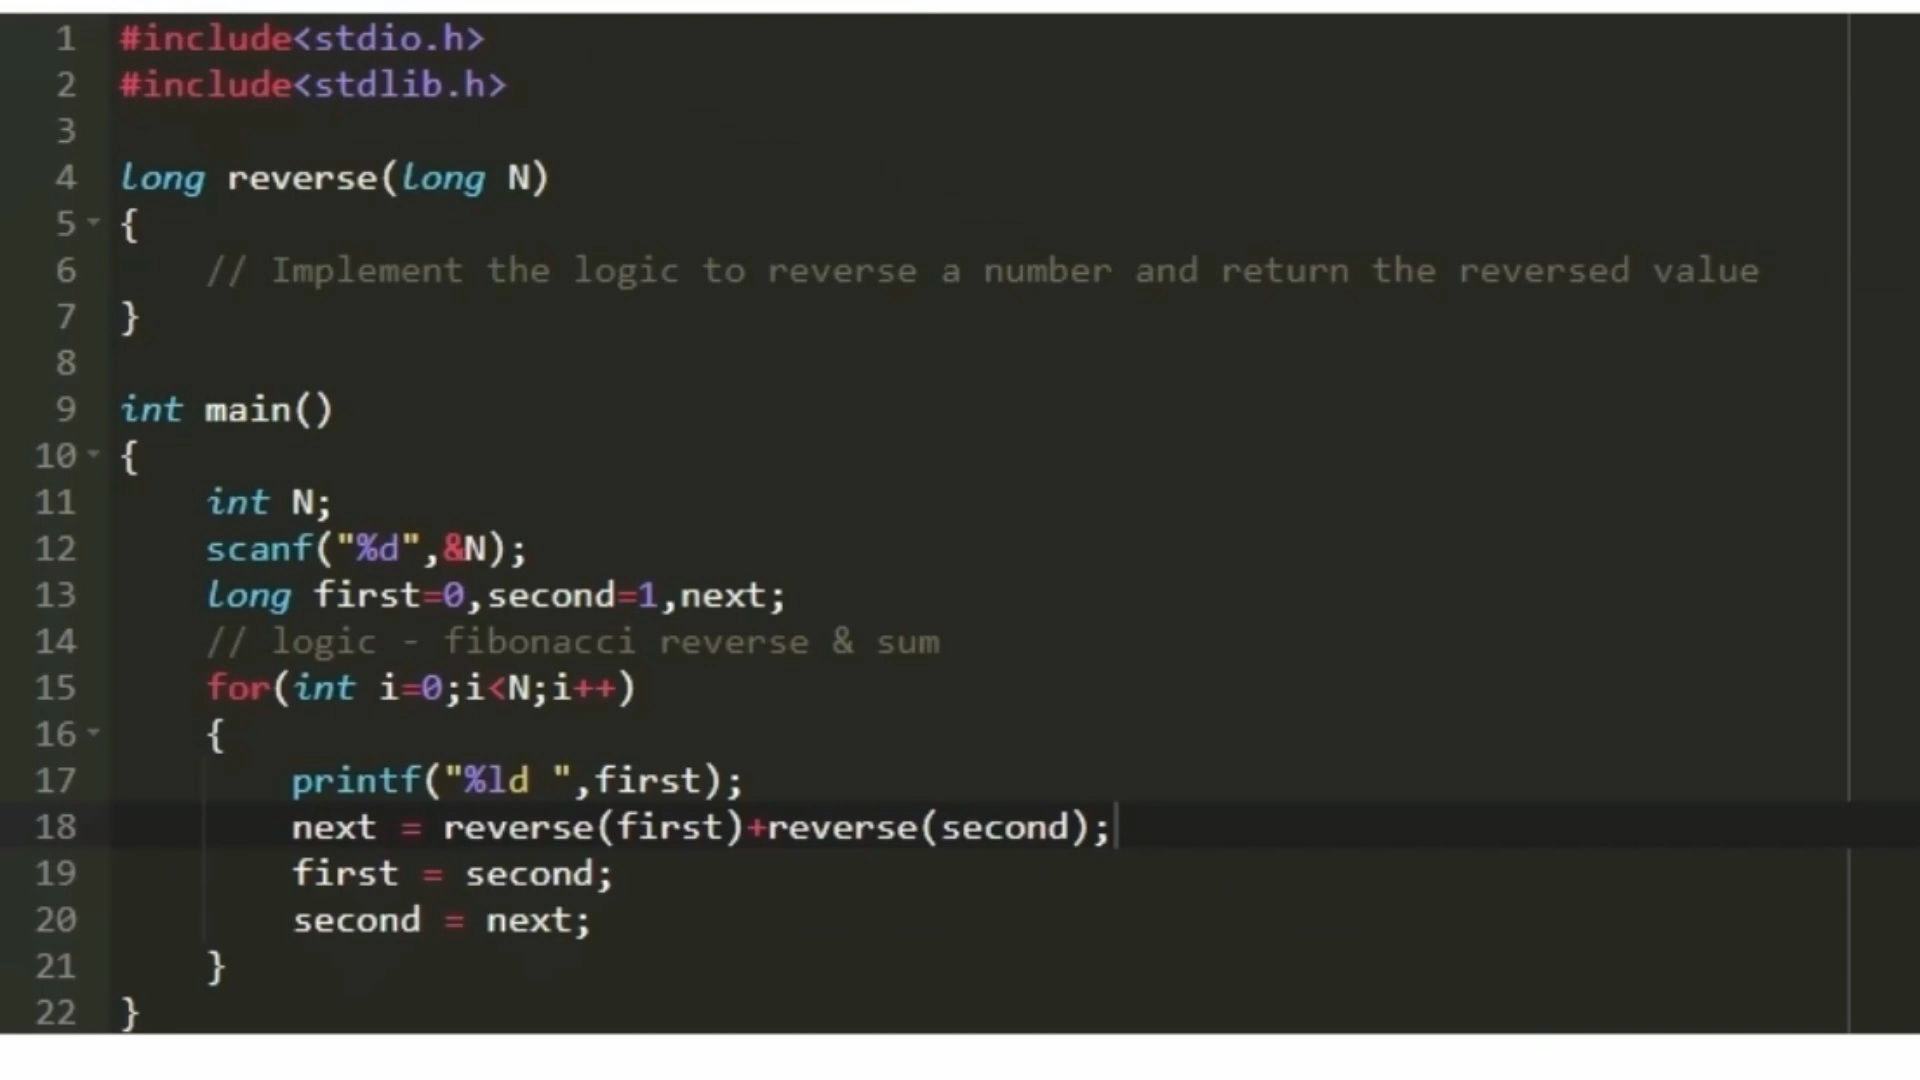 1 #include<stdio.h>
2 #include<stdlib.h>
3
4 long reverse(long N)
5 {
6 // Implement the logic to reverse a number and return the reversed value
7 }
8
9 int main()
10 {
11 int N;
12 scanf("%d",&N);
13 long first=0,second=1,next;
14 // logic - fibonacci reverse & sum
15 for(int i=0;i<N;i++)
16 {
17 printf("%ld ",first);
18 next = reverse(first)+reverse(second);
19 first = second;
20 second = next;
21 }
22 }